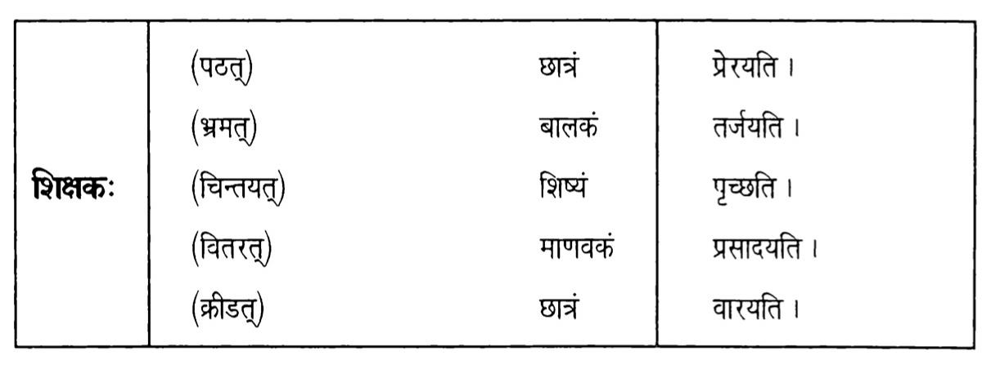 (पठत्) छात्रं प्रेरयति ।
(भ्रमत्) बालकं तर्जयति ।
शिक्षकः (चिन्तयत्) शिष्यं पृच्छति ।
(वितरत्) माणवकं प्रसादयति ।
(क्रीडत्) छात्रं वारयति ।